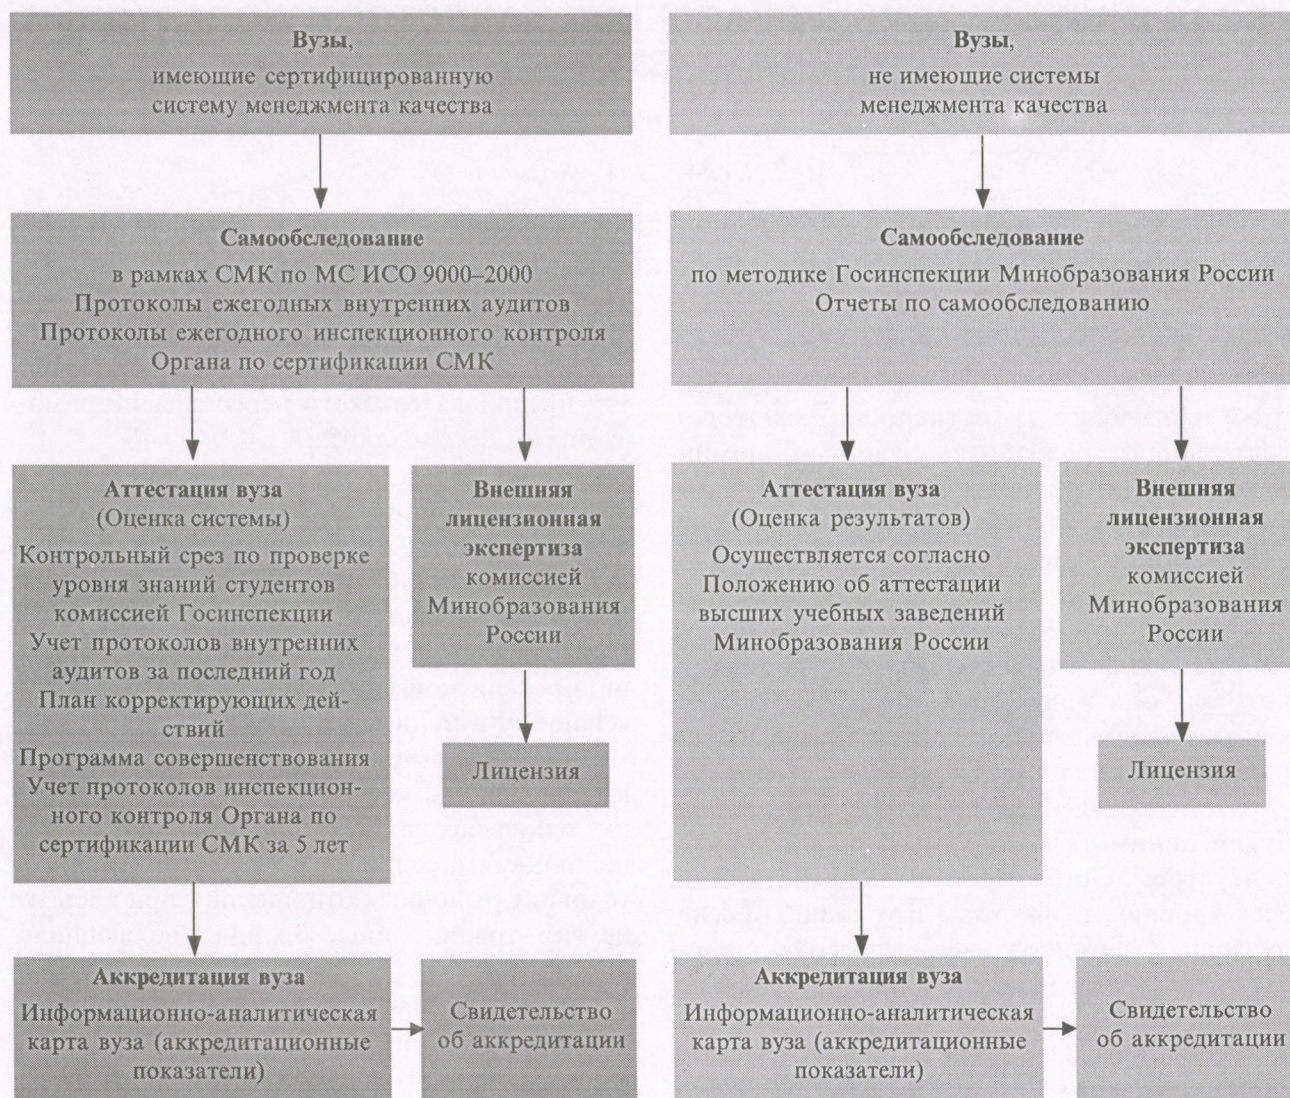 Вузы,
имеющие сертифицированную
систему менеджмента качества
Самообследование
в рамках СМК по МС ИСО 9000–2000
Протоколы ежегодных внутренних аудитов
Протоколы ежегодного инспекционного контроля
Органа по сертификации СМК
Аттестация вуза
(Оценка системы)
Контрольный срез по проверке
уровня знаний студентов
комиссией Госинспекции
Учет протоколов внутренних
аудитов за последний год
План корректирующих дей-
ствий
Программа совершенствования
Учет протоколов инспекцион-
ного контроля Органа по
сертификации СМК за 5 лет
Внешняя
лицензионная
экспертиза
комиссией
Минобразования
России
Лицензия
Аккредитация вуза
Информационно-аналитическая
карта вуза (аккредитационные
показатели)
Свидетельство
об аккредитации
Вузы,
не имеющие системы
менеджмента качества
Самообследование
по методике Госинспекции Минобразования России
Отчеты по самообследованию
Аттестация вуза
(Оценка результатов)
Осуществляется согласно
Положению об аттестации
высших учебных заведений
Минобразования России
Внешняя
лицензионная
экспертиза
комиссией
Минобразования
России
Лицензия
Аккредитация вуза
Информационно-аналитическая
карта вуза (аккредитационные
показатели)
Свидетельство
об аккредитации